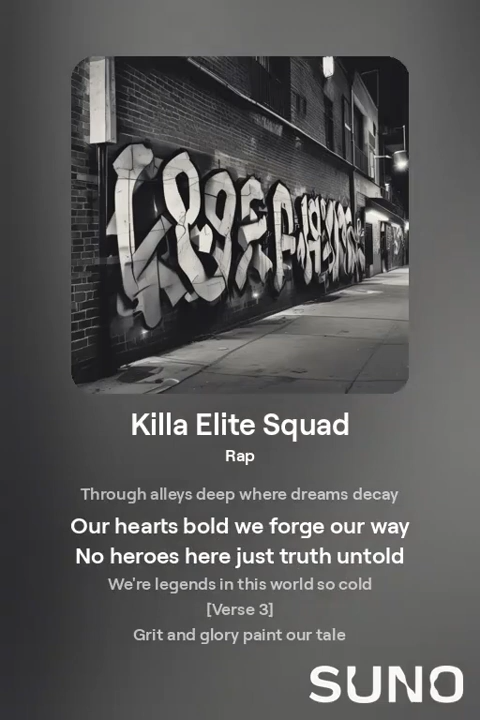 Killa Elite Squad
Rap
Through alleys deep where dreams decay
Our hearts bold we forge our way
No heroes here just truth untold
We're legends in this world so cold
[Verse 3]
Grit and glory paint our tale
SUNO